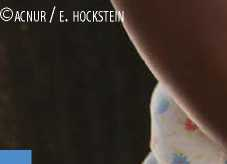 ©ACNUR / E. HOCKSTEIN